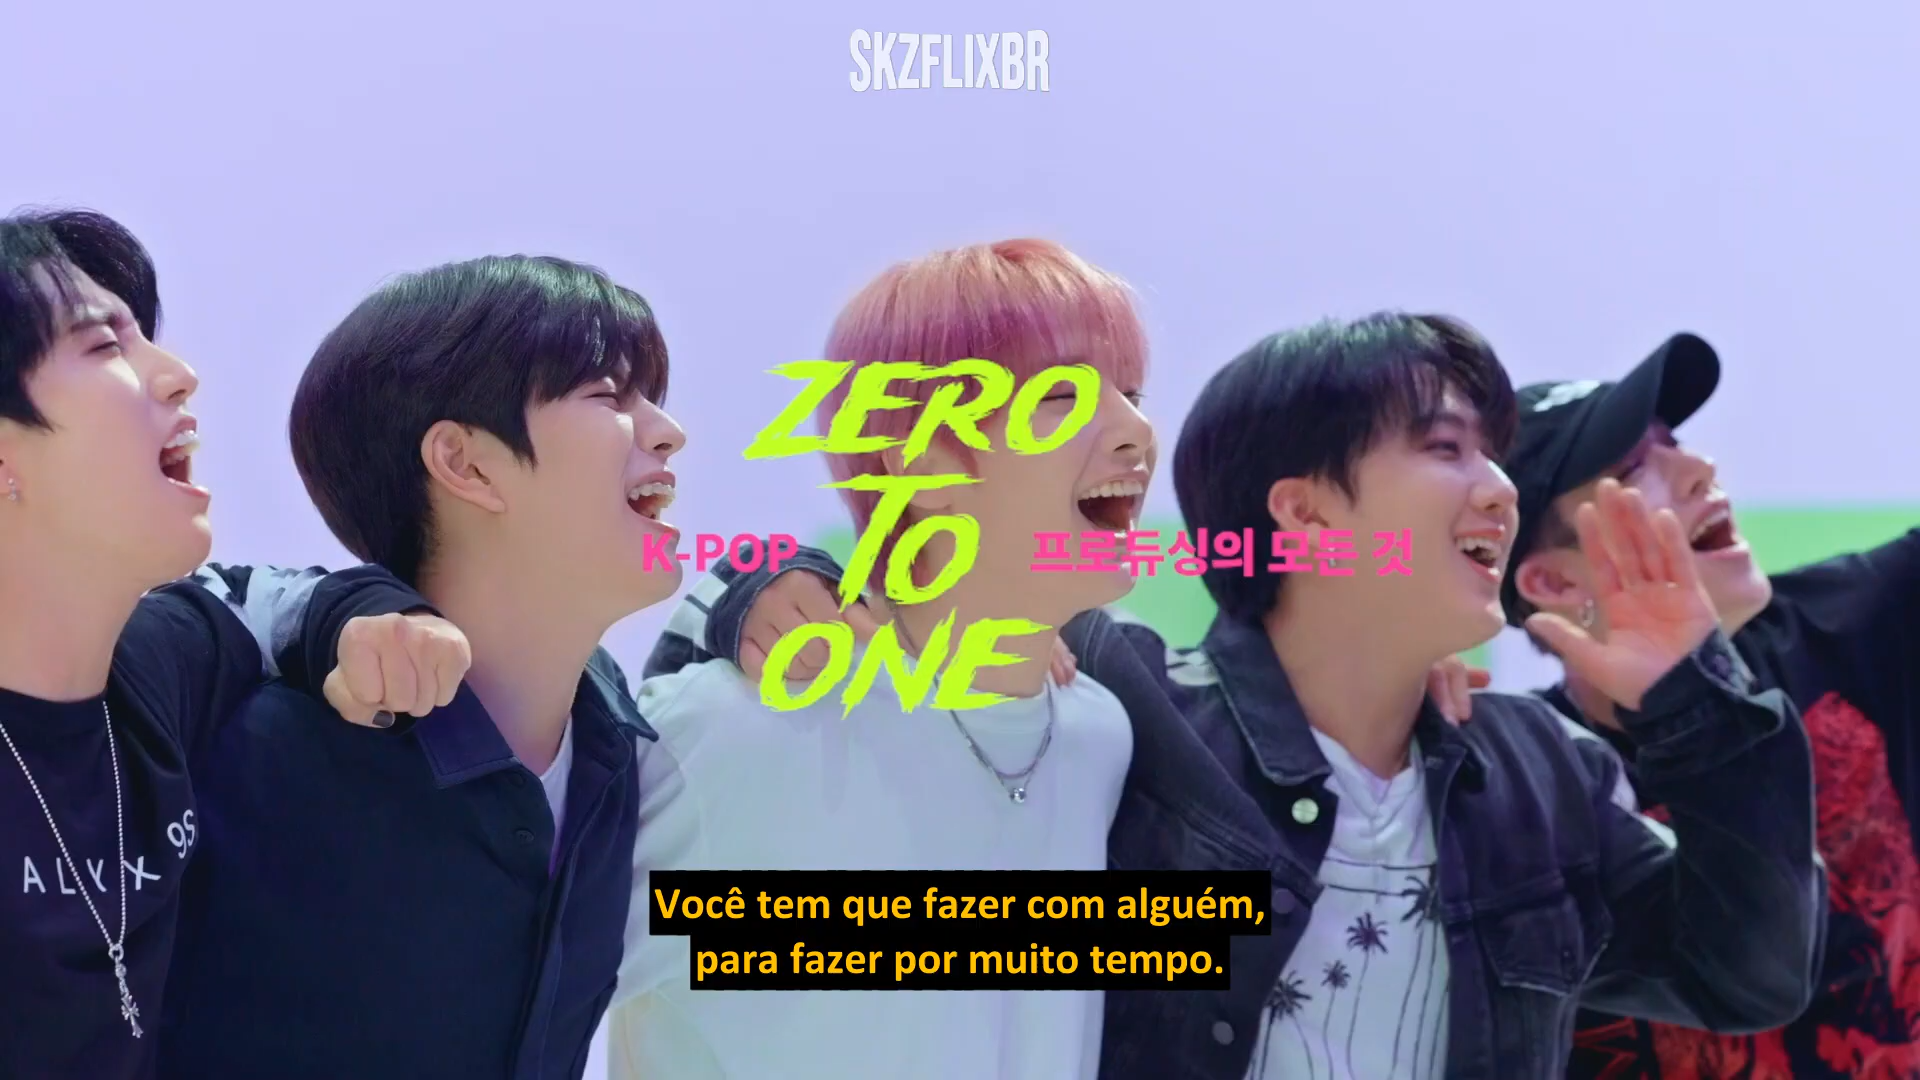 SKZFLIXBR
ZERO
TO
K-POP 프로듀싱의 모든 것
ONE
ALYX 9S
Você tem que fazer com alguém,
para fazer por muito tempo.